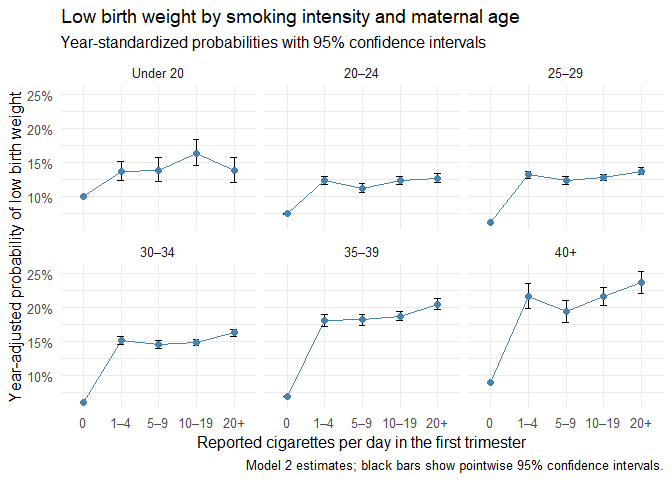 Low birth weight by smoking intensity and maternal age
Year-standardized probabilities with 95% confidence intervals
Year-adjusted probability of low birth weight
Under 20
20–24
25–29
25%
20%
15%
10%
30–34
35–39
40+
25%
20%
15%
10%
0 1–4 5–9 10–19 20+
0 1–4 5–9 10–19 20+
0 1–4 5–9 10–19 20+
Reported cigarettes per day in the first trimester
Model 2 estimates; black bars show pointwise 95% confidence intervals.